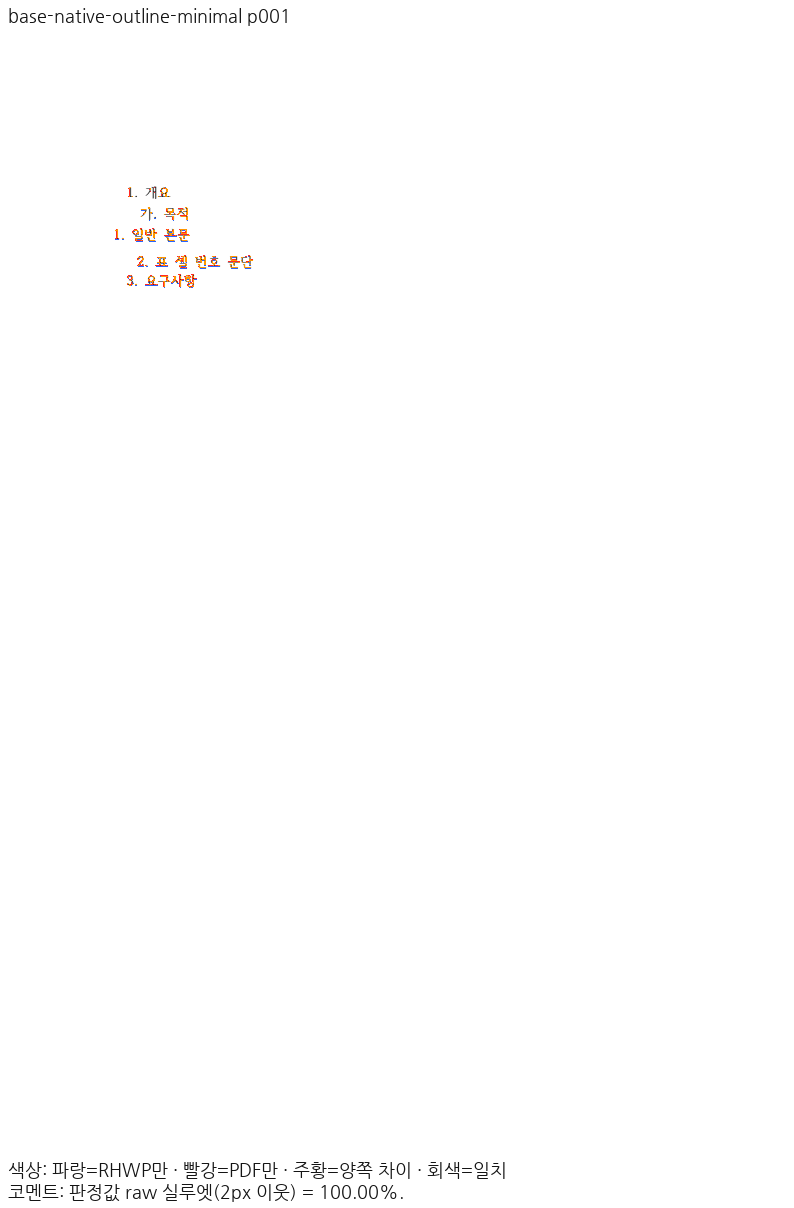 base-native-outline-minimal p001
1. 개요
가. 목적
1. 일반 본문
2. 표 셀 번호 문단
3. 요구사항
색상: 파랑=RHWP만 · 빨강=PDF만 · 주황=양쪽 차이 · 회색=일치
코멘트: 판정값 raw 실루엣(2px 이웃) = 100.00%.